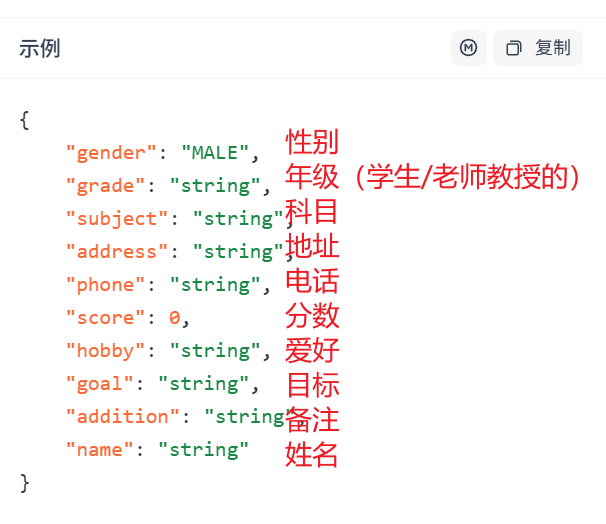 示例
复制
{
"gender": "MALE", 性别
"grade": "string", 年级（学生/老师教授的）
"subject": "string", 科目
"address": "string", 地址
"phone": "string", 电话
"score": 0, 分数
"hobby": "string", 爱好
"goal": "string", 目标
"addition": "string", 备注
"name": "string" 姓名
}